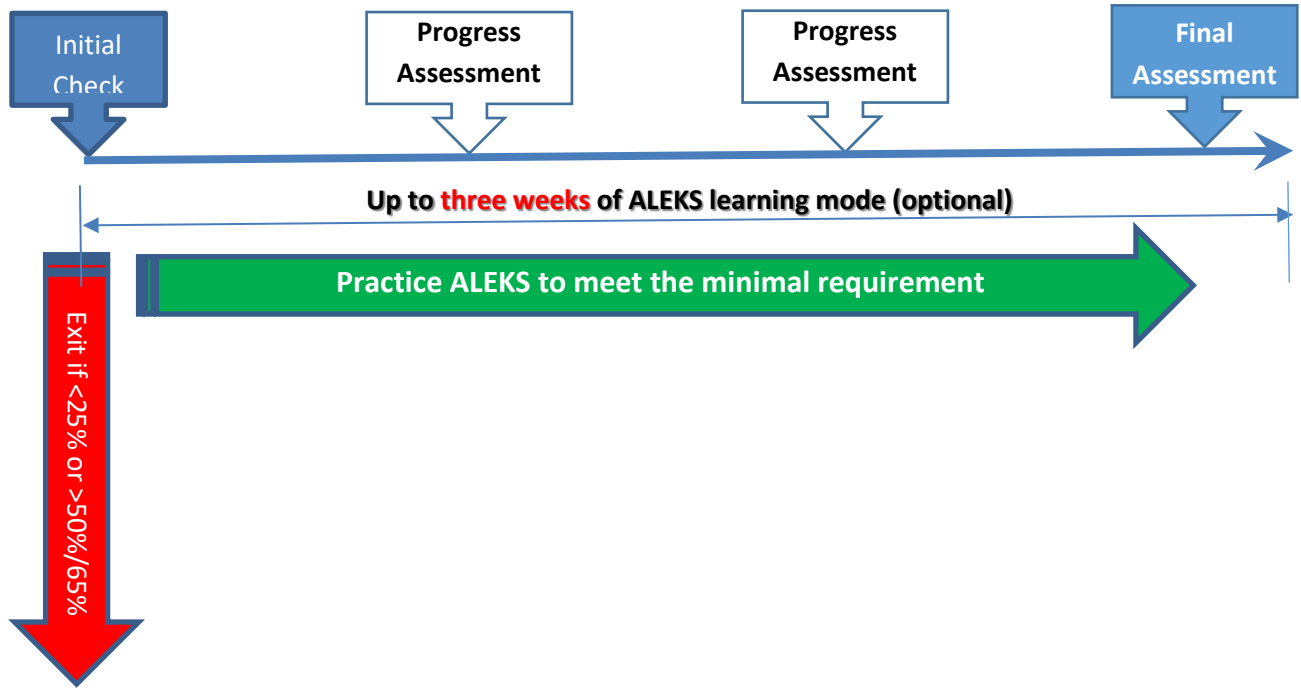 Initial
Check
Progress
Assessment
Progress
Assessment
Final
Assessment
Up to three weeks of ALEKS learning mode (optional)
Practice ALEKS to meet the minimal requirement
Exit if <25% or >50%/65%